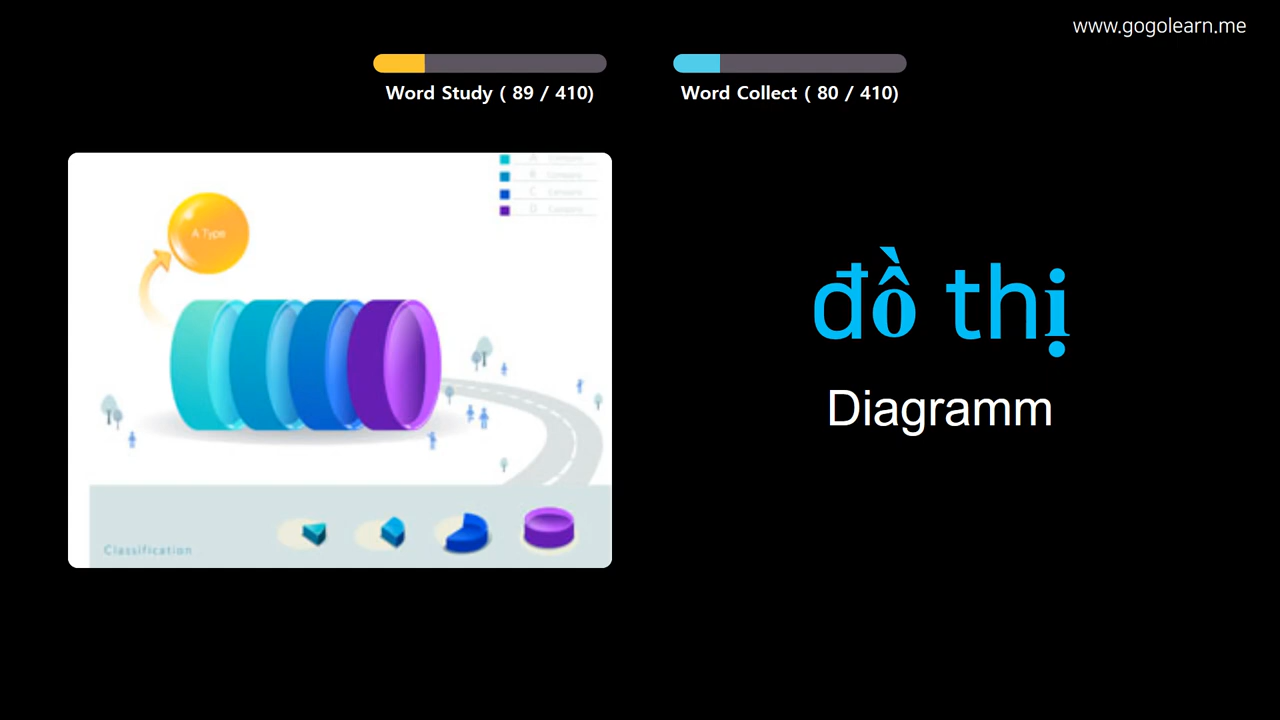 www.gogolearn.me
Word Study ( 89 / 410)
Word Collect ( 80 / 410)
A Type
A
B
C
D
đồ thị
Diagramm
Classification